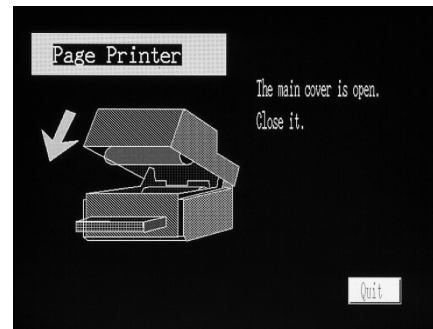 Page Printer
The main cover is open.
Close it.
Quit